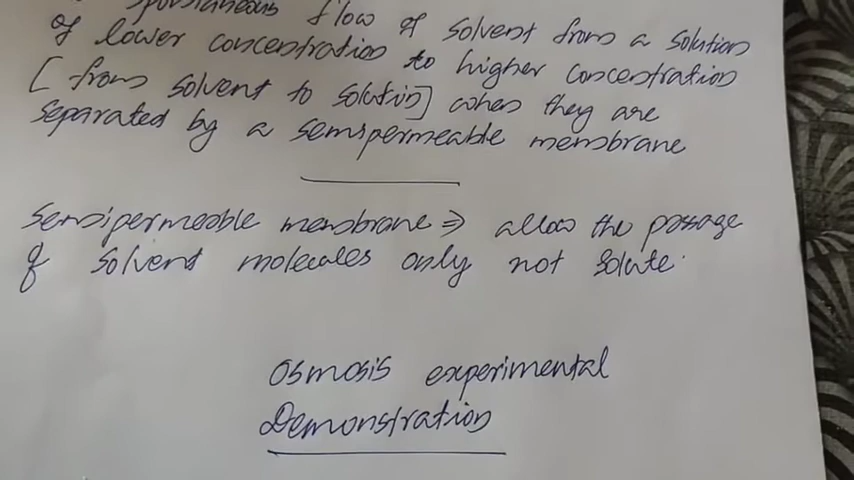 spontaneous flow of solvent from a solution
of lower concentration to higher concentration
[from solvent to solution] when they are
separated by a semipermeable membrane
Semipermeable membrane ⇒ allow the passage
of solvent molecules only not solute.
Osmosis experimental
Demonstration